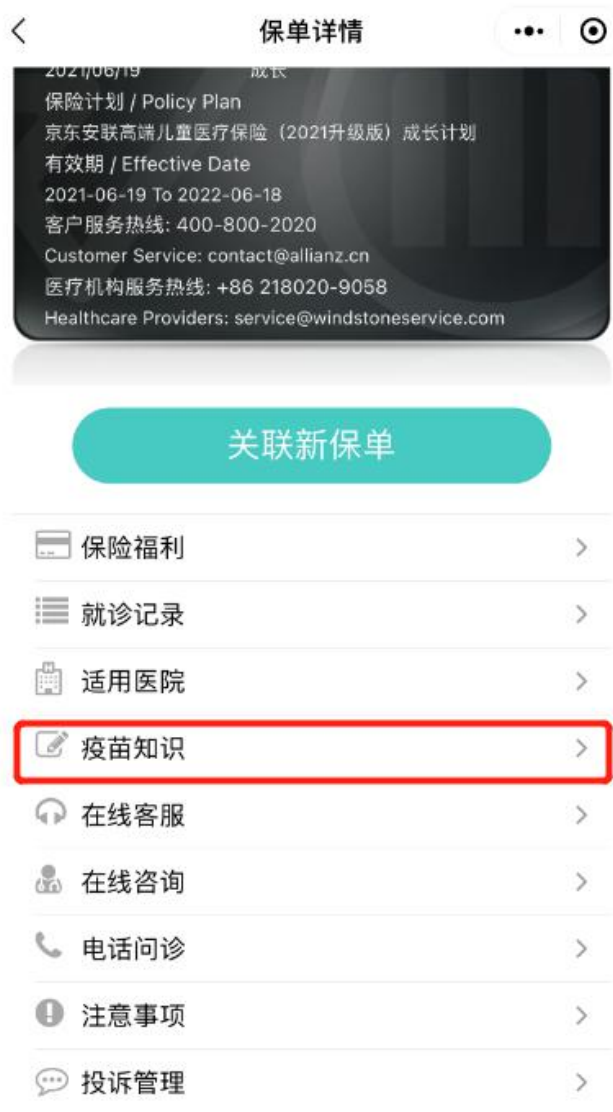 保单详情
2021/06/19 成长
保险计划 / Policy Plan
京东安联高端儿童医疗保险（2021升级版）成长计划
有效期 / Effective Date
2021-06-19 To 2022-06-18
客户服务热线: 400-800-2020
Customer Service: contact@allianz.cn
医疗机构服务热线: +86 218020-9058
Healthcare Providers: service@windstoneservice.com
关联新保单
保险福利
就诊记录
适用医院
疫苗知识
在线客服
在线咨询
电话问诊
注意事项
投诉管理